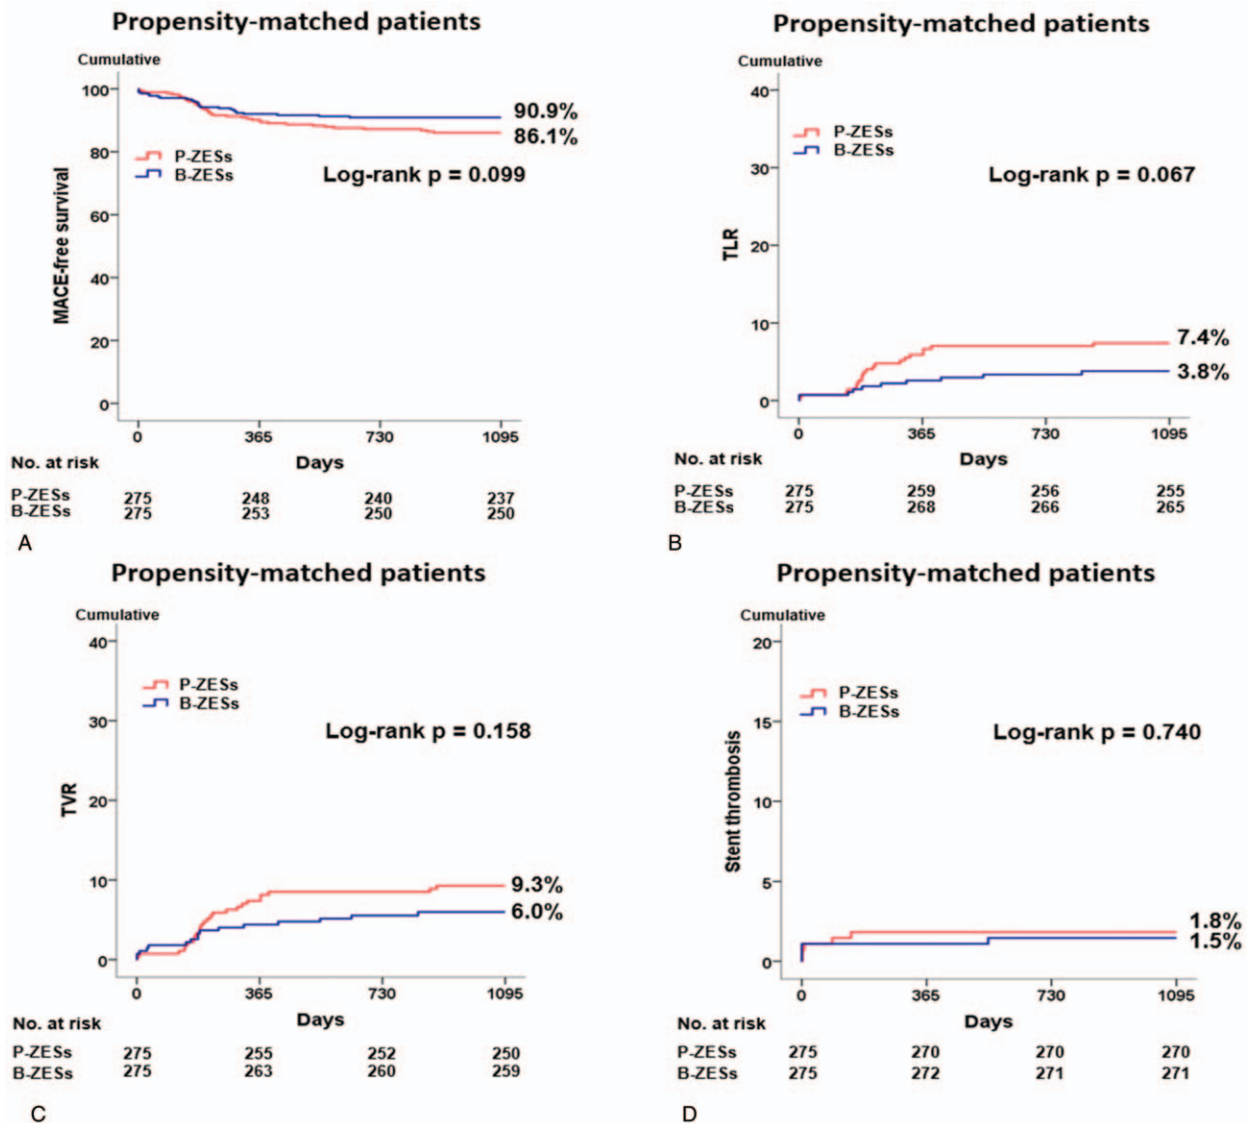 Propensity-matched patients
Cumulative
100
80
60
40
20
0
MACE-free survival
P-ZESs
B-ZESs
90.9%
86.1%
Log-rank p = 0.099
0 365 730 1095
No. at risk Days
P-ZESs 275 248 240 237
B-ZESs 275 253 250 250
A
Propensity-matched patients
Cumulative
40
30
20
10
0
TLR
P-ZESs
B-ZESs
Log-rank p = 0.067
7.4%
3.8%
0 365 730 1095
No. at risk Days
P-ZESs 275 259 256 255
B-ZESs 275 268 266 265
B
Propensity-matched patients
Cumulative
40
30
20
10
0
TVR
P-ZESs
B-ZESs
Log-rank p = 0.158
9.3%
6.0%
0 365 730 1095
No. at risk Days
P-ZESs 275 255 252 250
B-ZESs 275 263 260 259
C
Propensity-matched patients
Cumulative
20
15
10
5
0
Stent thrombosis
P-ZESs
B-ZESs
Log-rank p = 0.740
1.8%
1.5%
0 365 730 1095
No. at risk Days
P-ZESs 275 270 270 270
B-ZESs 275 272 271 271
D